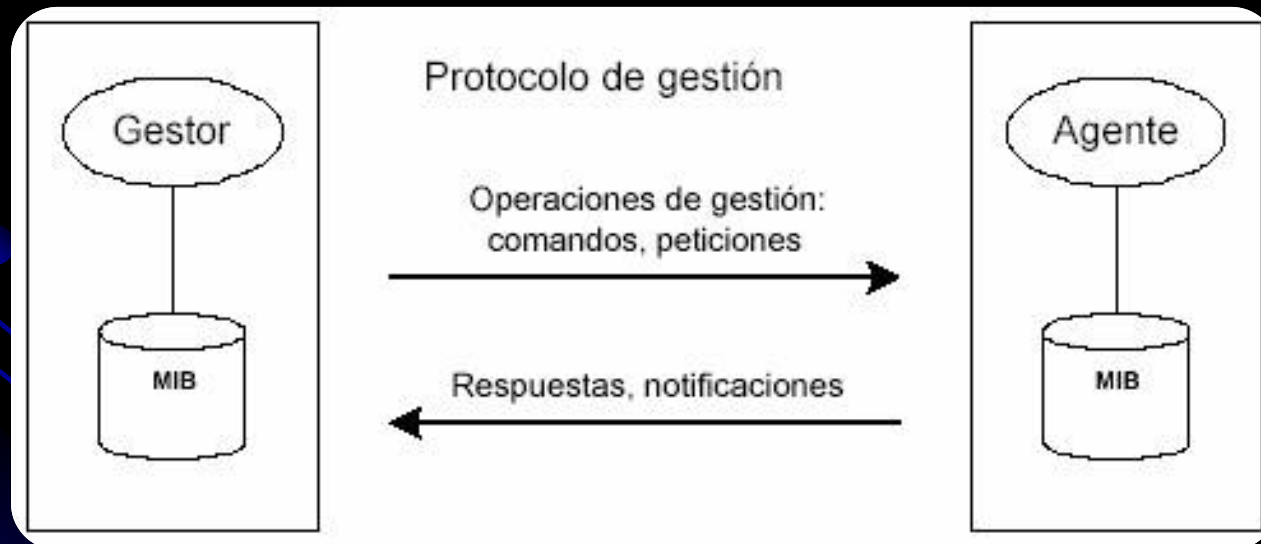 Protocolo de gestión
Gestor
Agente
Operaciones de gestión:
comandos, peticiones
MIB
MIB
Respuestas, notificaciones